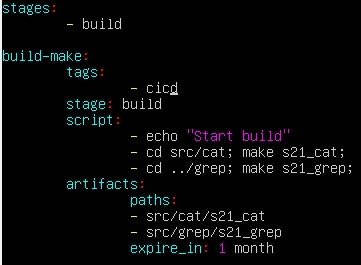 stages:
        - build

build-make:
        tags:
                - cicd
        stage: build
        script:
                - echo "Start build"
                - cd src/cat; make s21_cat;
                - cd ../grep; make s21_grep;
        artifacts:
                paths:
                - src/cat/s21_cat
                - src/grep/s21_grep
                expire_in: 1 month